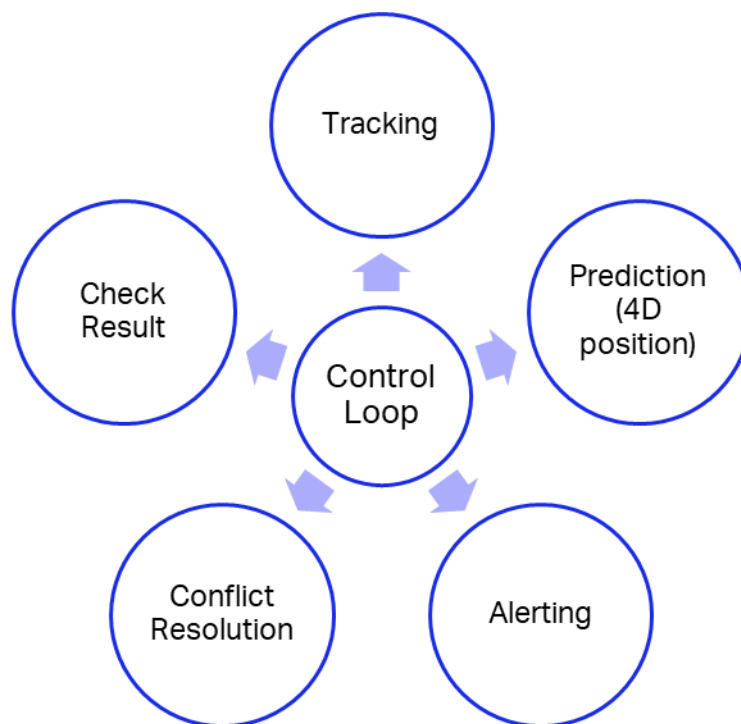 Tracking
Prediction
(4D
position)
Alerting
Conflict
Resolution
Check
Result
Control
Loop